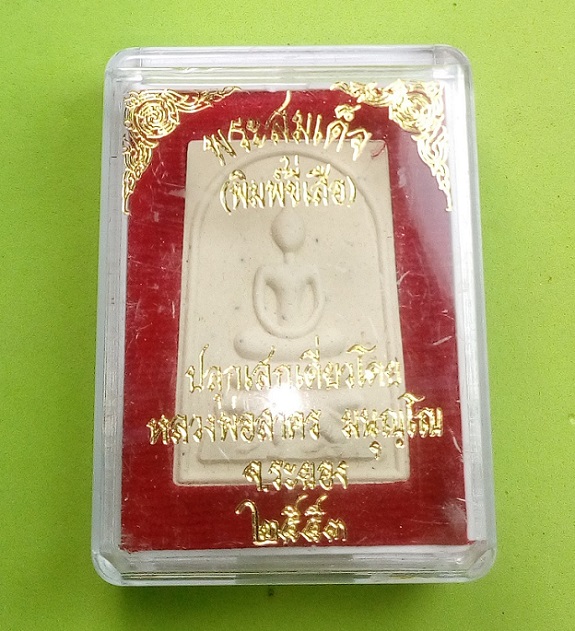 พระสมเด็จ
(พิมพ์ขี่เสือ)
ปลุกเสกเดี่ยวโดย
หลวงพ่อสาคร มนุญฺโญ
จ.ระยอง
๒๕๕๓